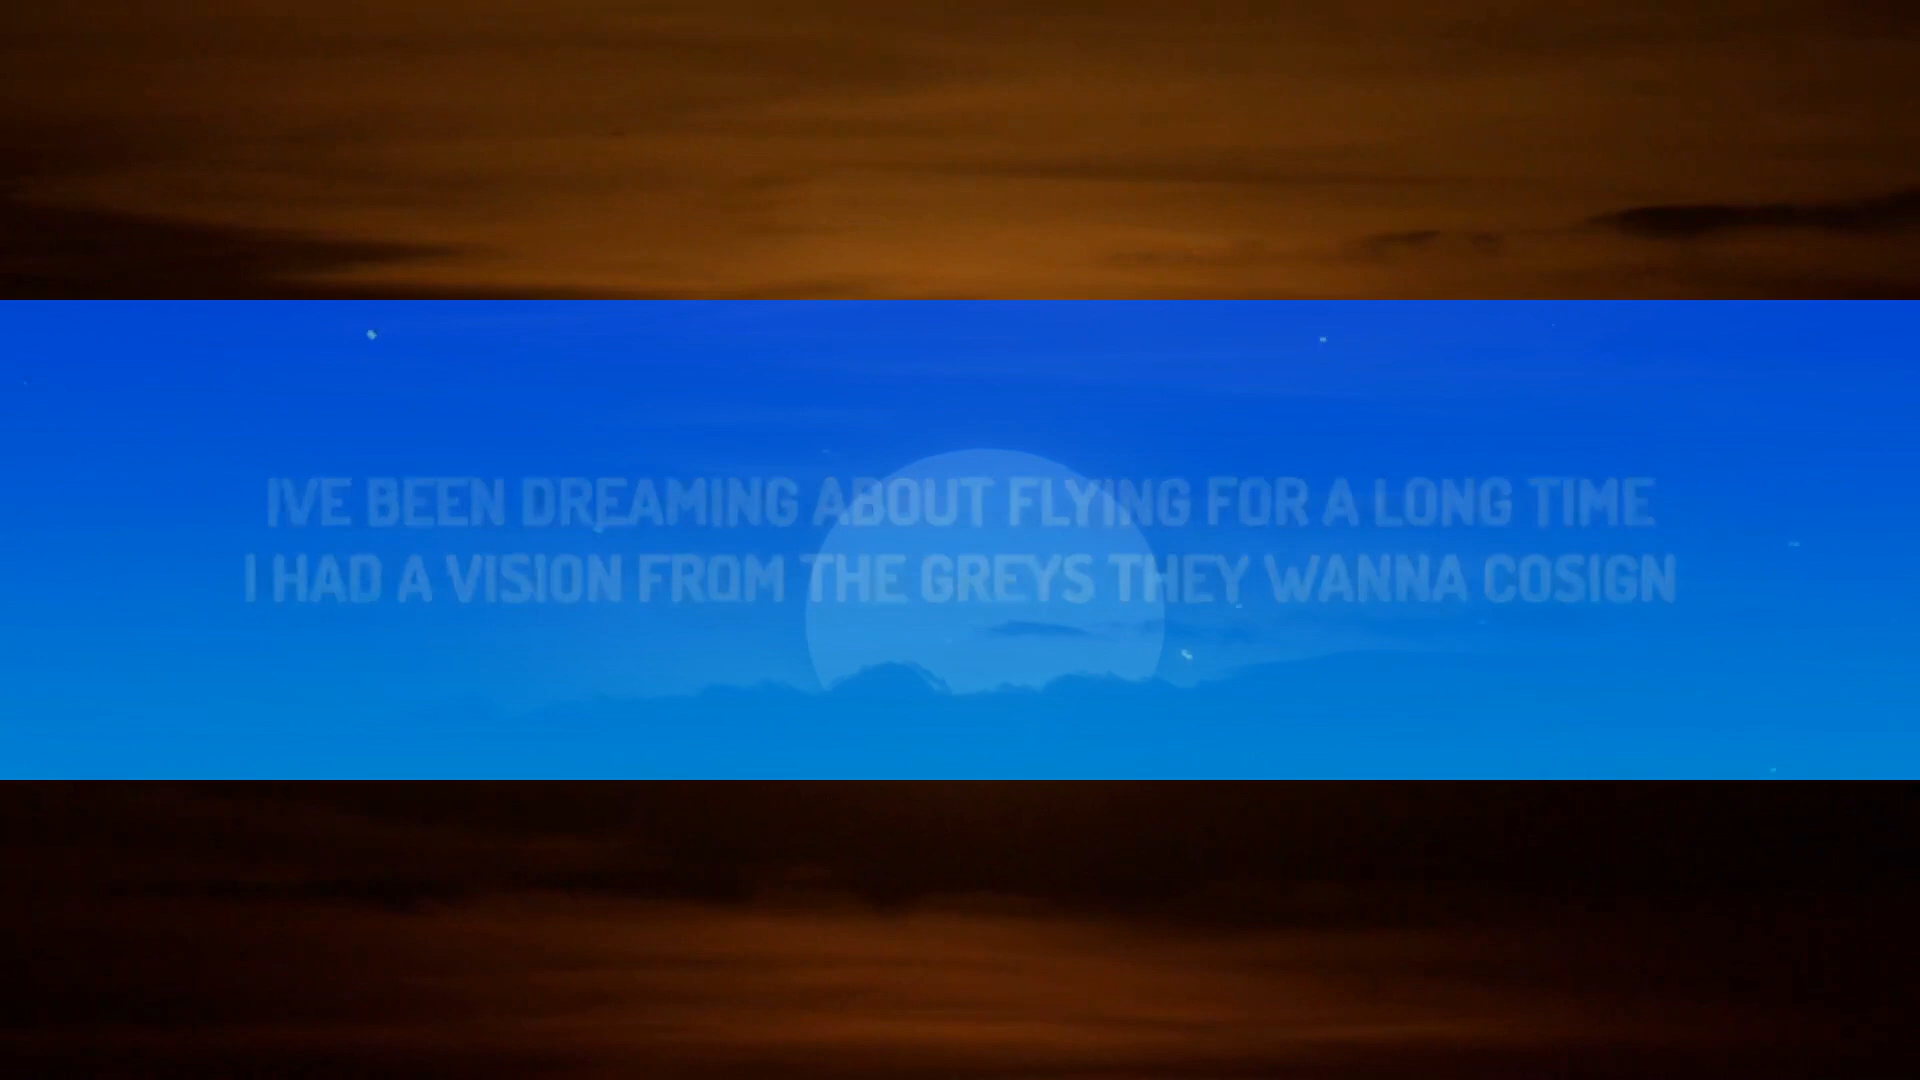 IVE BEEN DREAMING ABOUT FLYING FOR A LONG TIME
I HAD A VISION FROM THE GREYS THEY WANNA COSIGN